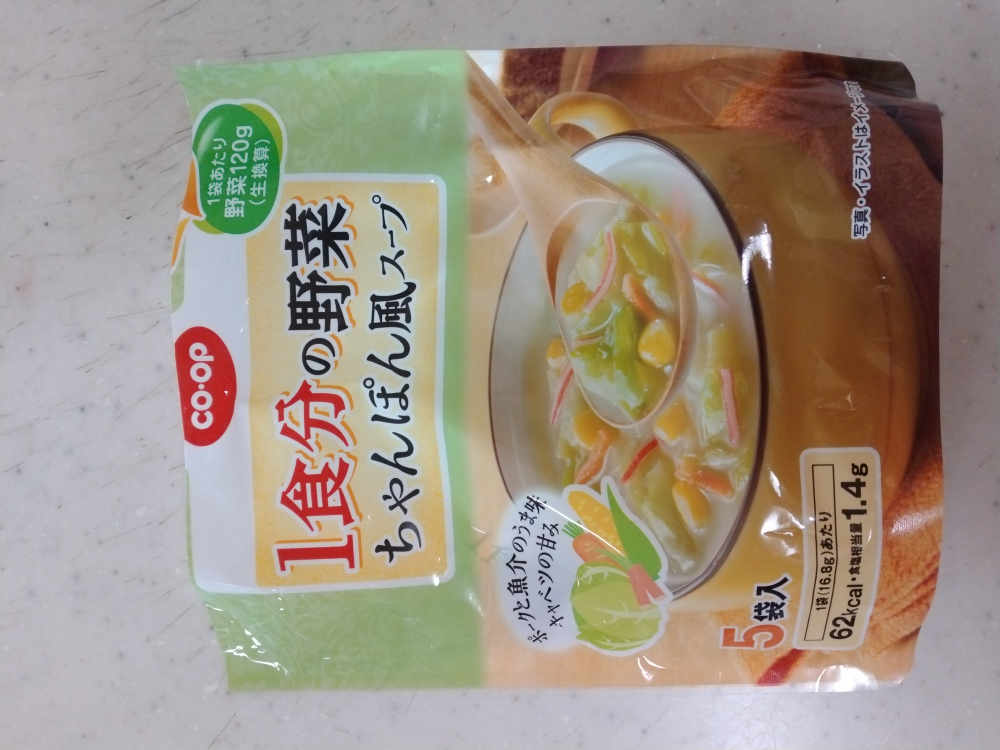 co·op
1袋あたり
野菜120g
(生換算)
1食分の野菜
ちゃんぽん風スープ
ポークと魚介のうま味
キャベツの甘み
5袋入
1袋(16.8g)あたり
62kcal・食塩相当量1.4g
写真・イラストはイメージです